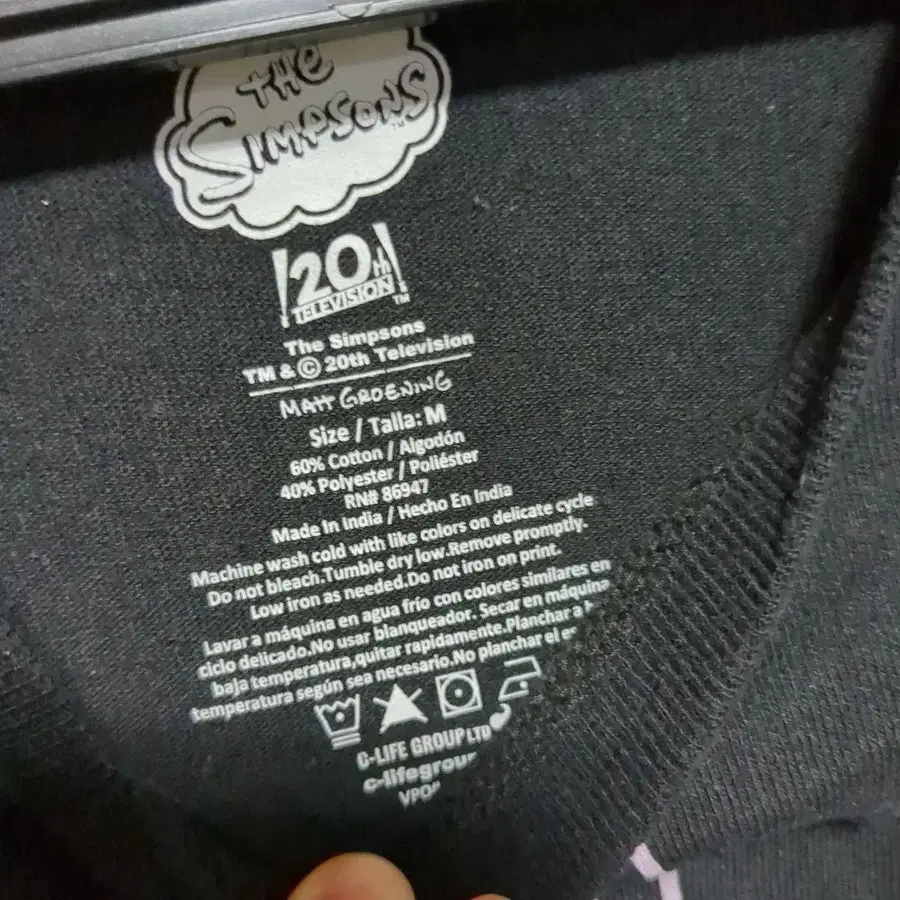 THE
SIMPSONS TM
20th
TELEVISION TM
The Simpsons
TM & © 20th Television
MATT GROENING
Size / Talla: M
60% Cotton / Algodón
40% Polyester / Poliéster
RN# 86947
Made In India / Hecho En India
Machine wash cold with like colors on delicate cycle
Do not bleach.Tumble dry low.Remove promptly.
Low iron as needed.Do not iron on print.
Lavar a máquina en agua frío con colores similares en
ciclo delicado.No usar blanqueador. Secar en máquina
baja temperatura,quitar rapidamente.Planchar a
temperatura según sea necesario.No planchar el
C-LIFE GROUP LTD